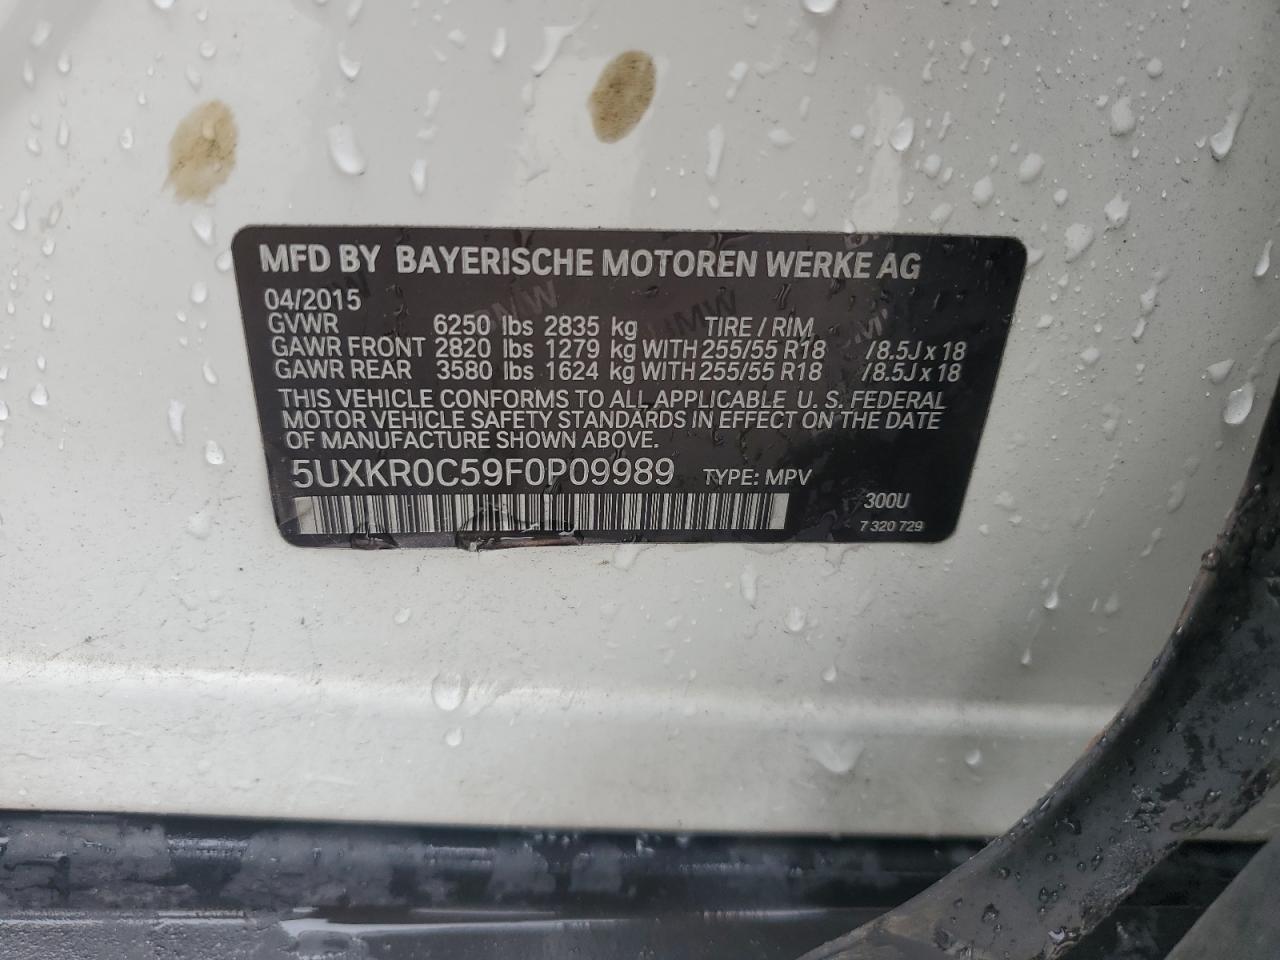 MFD BY BAYERISCHE MOTOREN WERKE AG
04/2015
GVWR 6250 lbs 2835 kg TIRE / RIM
GAWR FRONT 2820 lbs 1279 kg WITH 255/55 R18 /8.5J x 18
GAWR REAR 3580 lbs 1624 kg WITH 255/55 R18 /8.5J x 18
THIS VEHICLE CONFORMS TO ALL APPLICABLE U. S. FEDERAL
MOTOR VEHICLE SAFETY STANDARDS IN EFFECT ON THE DATE
OF MANUFACTURE SHOWN ABOVE.
5UXKR0C59F0P09989 TYPE: MPV
300U
7 320 729